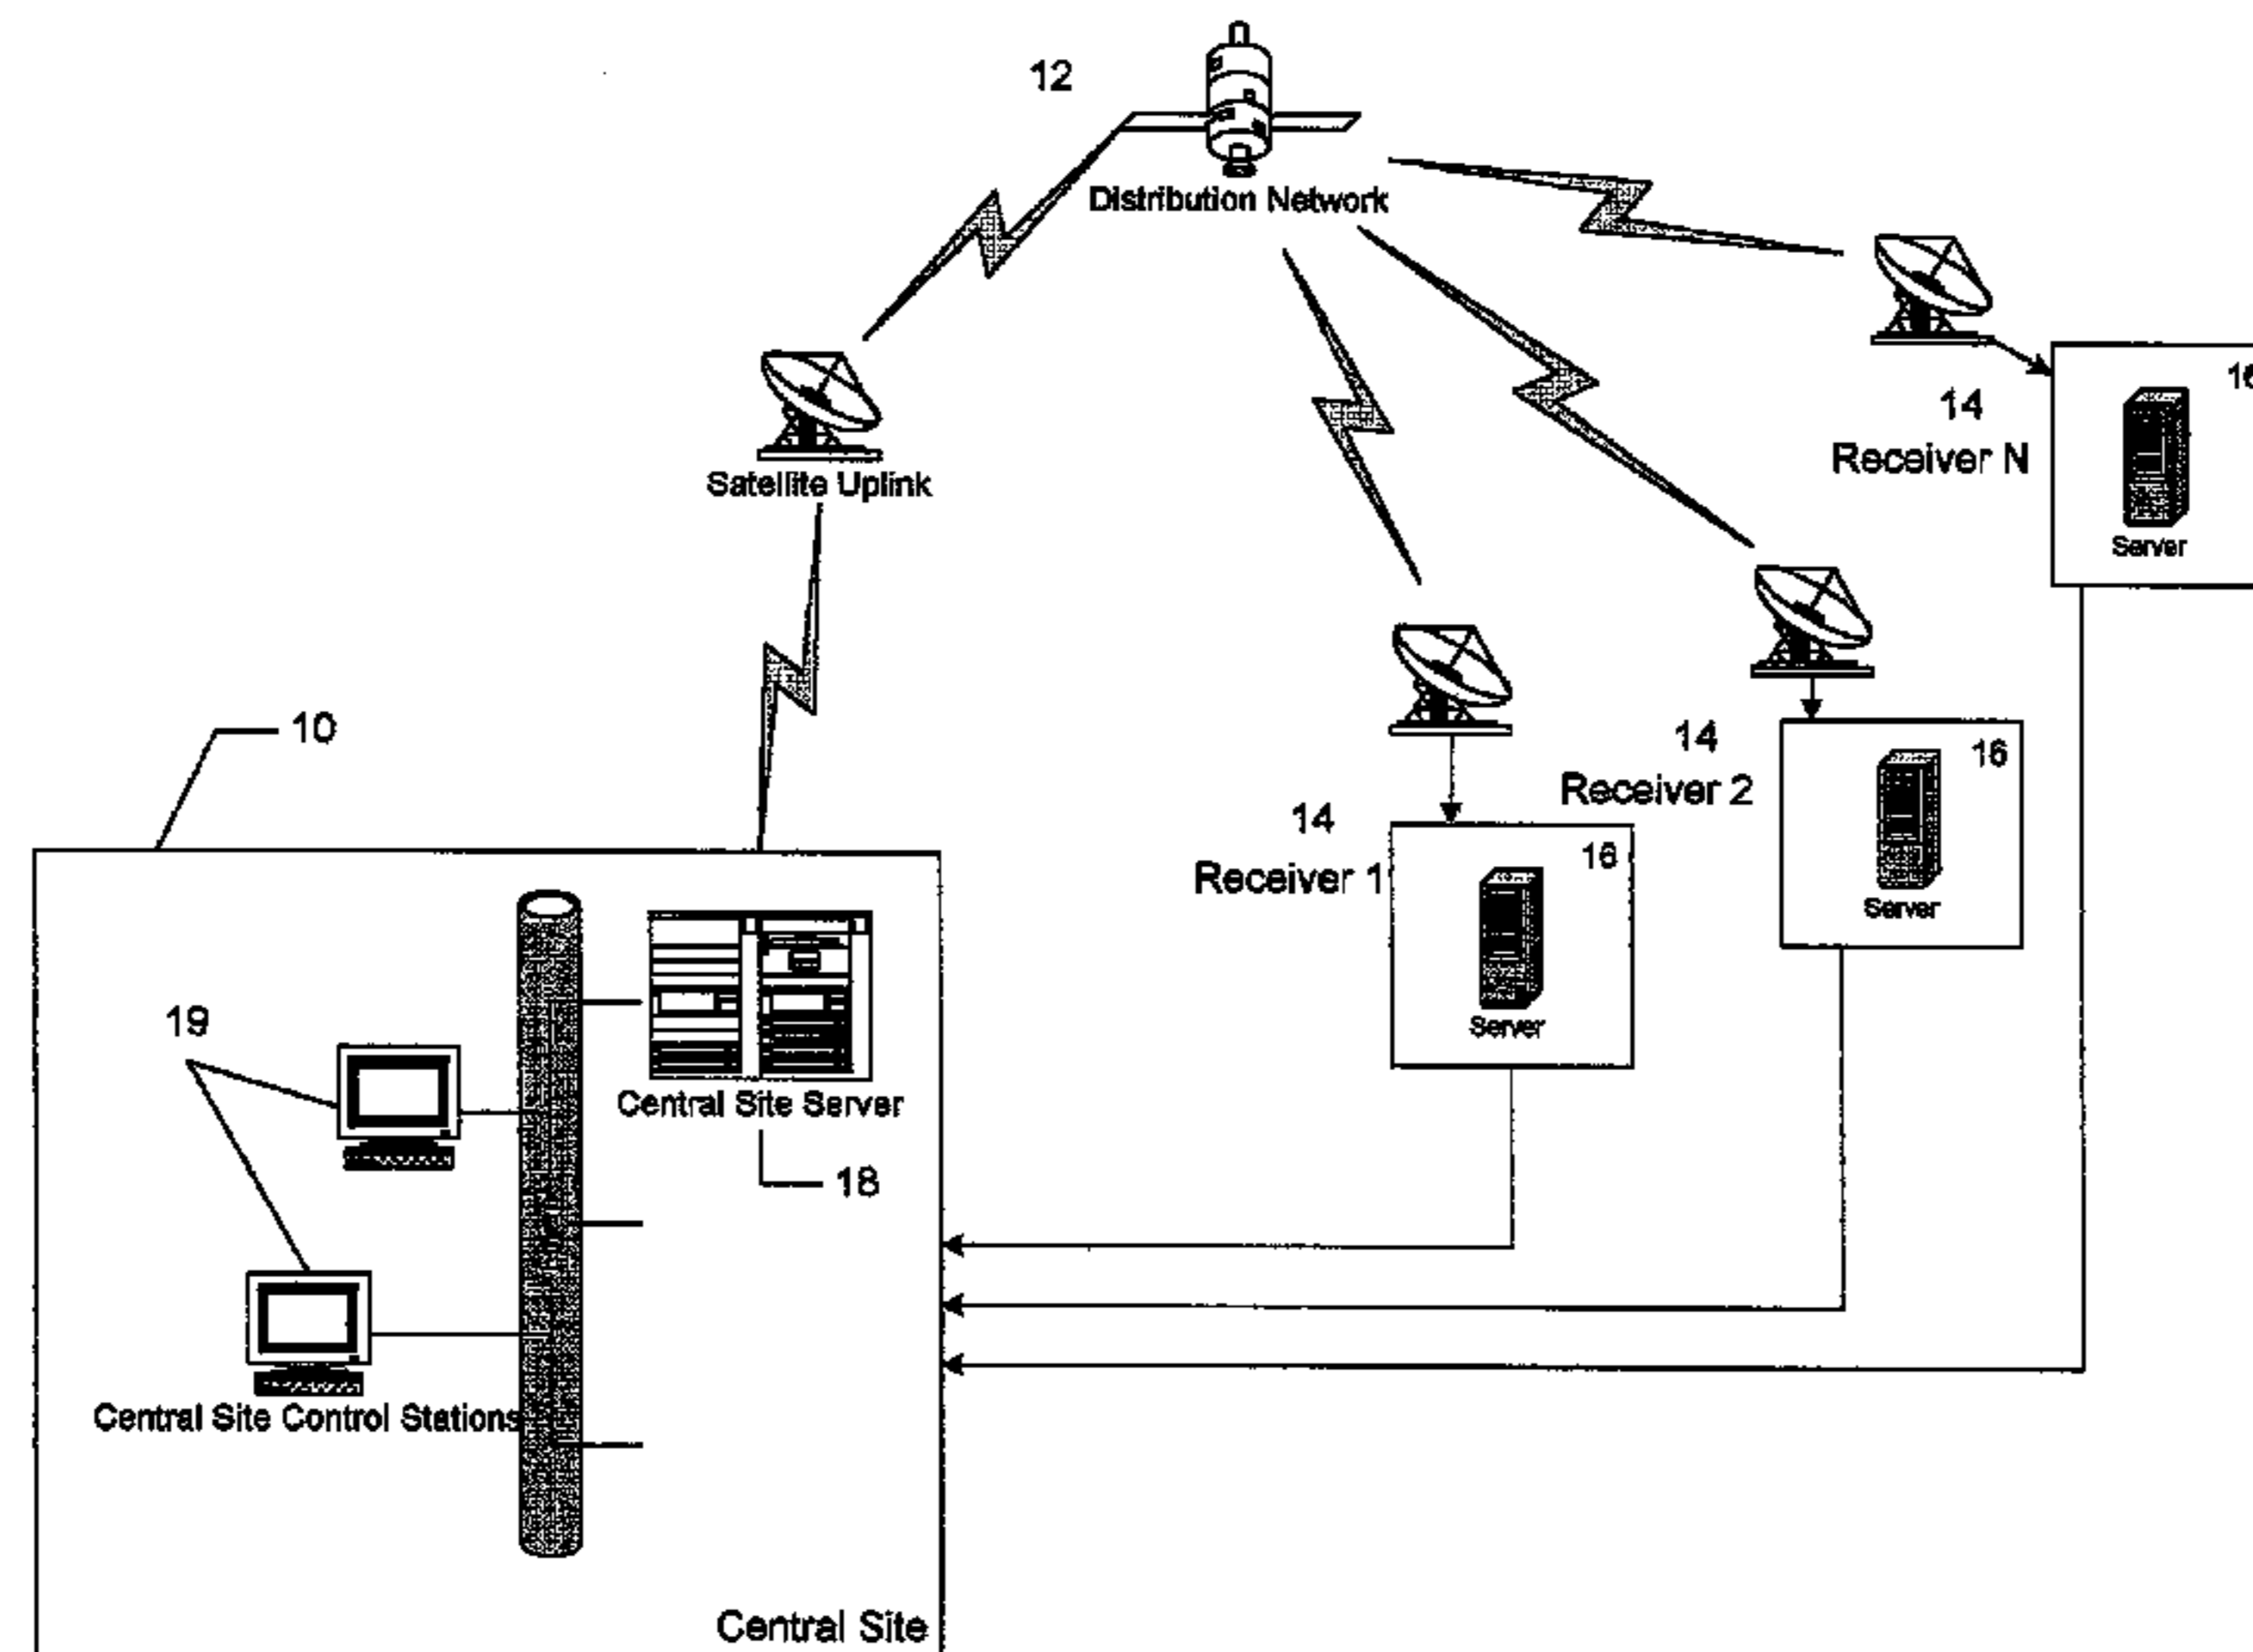 12
Distribution Network
Satellite Uplink
14
Receiver N
16
Server
10
14
Receiver 2
16
Server
14
Receiver 1
16
Server
19
Central Site Server
18
Central Site Control Stations
Central Site